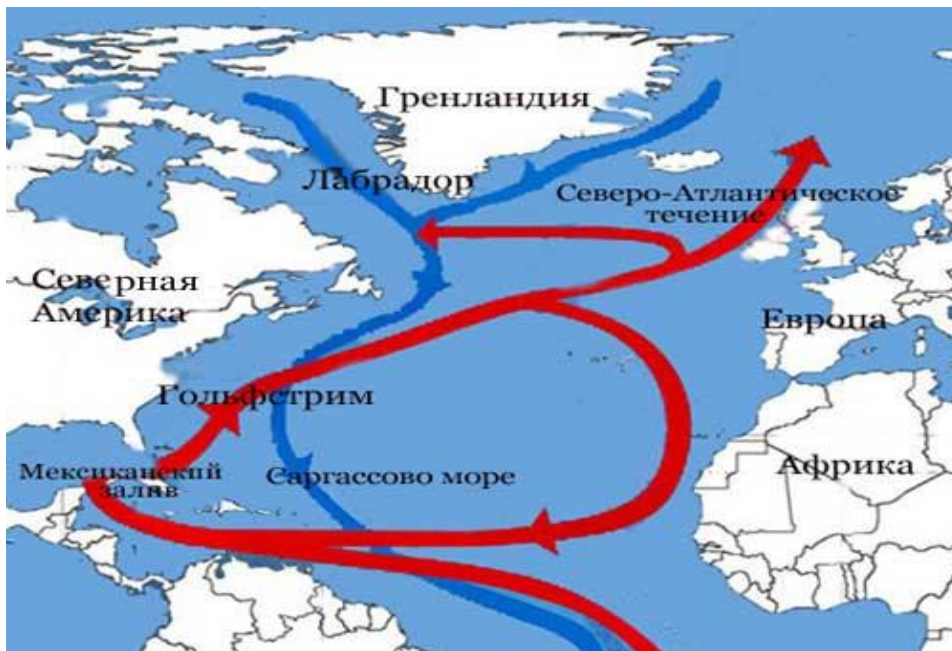 Гренландия
Лабрадор
Северо-Атлантическое
течение
Северная
Америка
Европа
Гольфстрим
Мексиканский
залив
Саргассово море
Африка